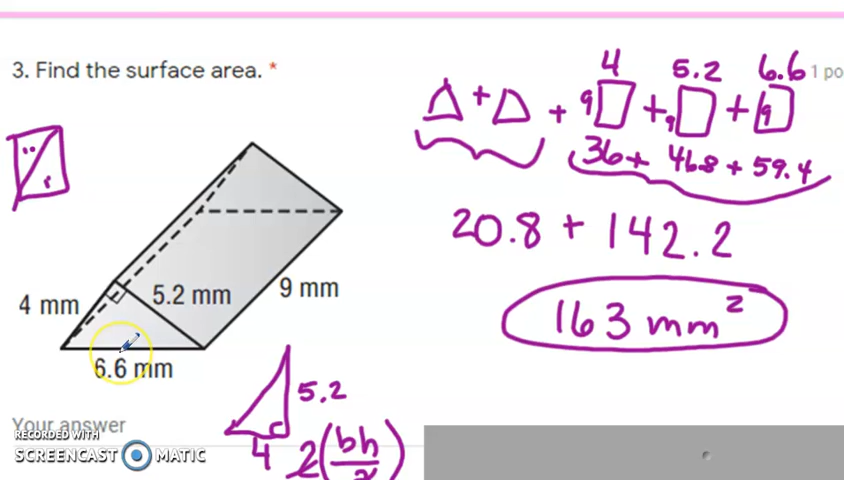 3. Find the surface area. *
1 po
4 5.2 6.6
+ + 9 + 9 + 9
36 + 46.8 + 59.4
20.8 + 142.2
163 mm²
4 mm
5.2 mm
9 mm
6.6 mm
5.2
4
2(bh/2)
Your answer
RECORDED WITH
SCREENCAST MATIC